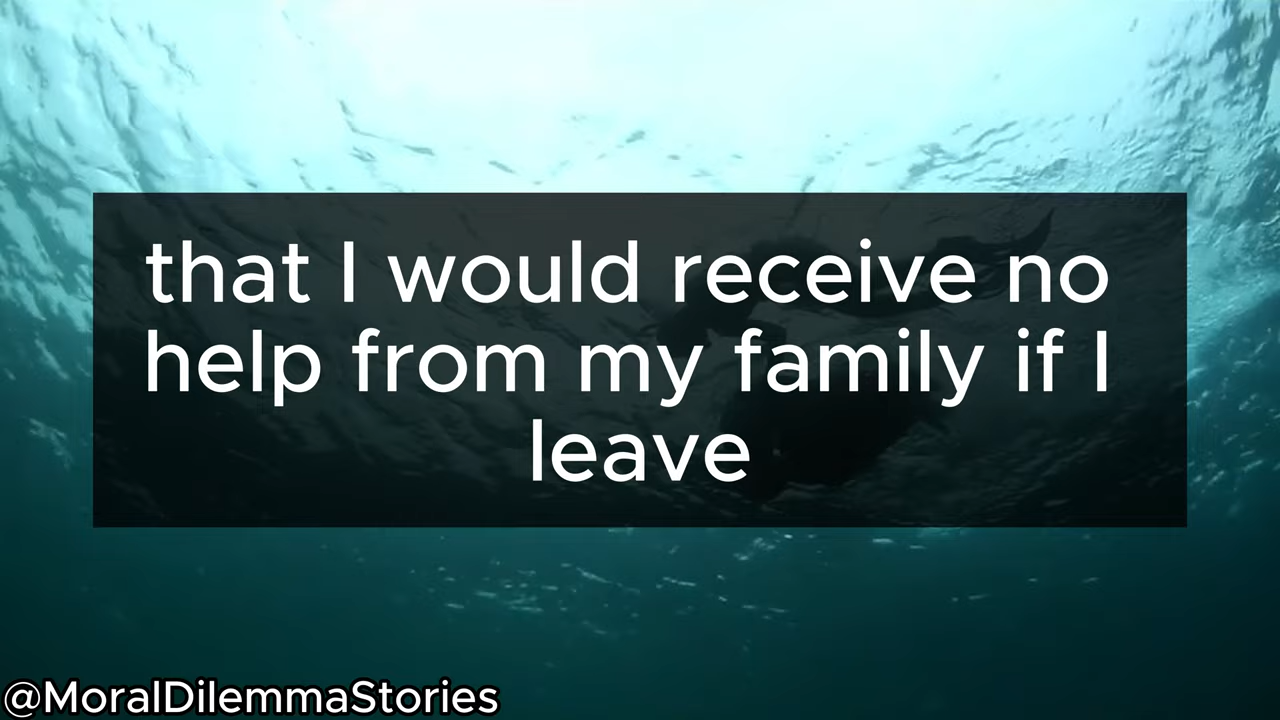 that I would receive no
help from my family if I
leave
@MoralDilemmaStories